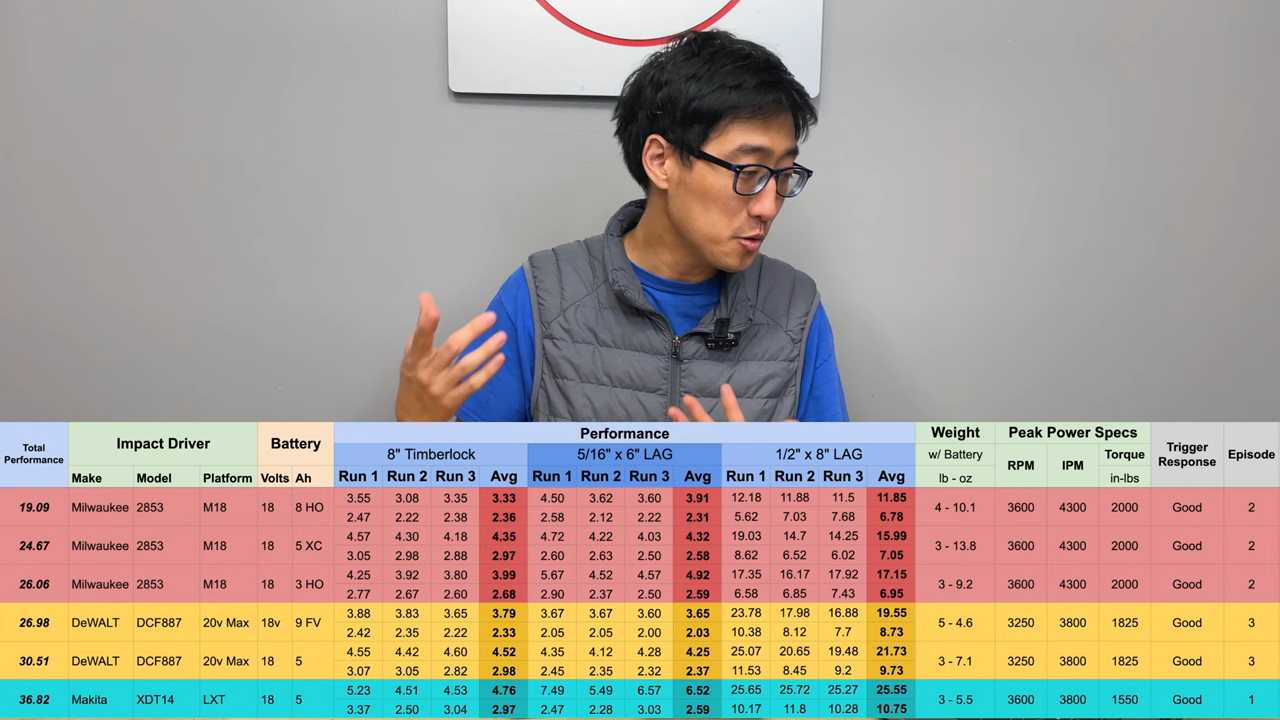 Total Performance Impact Driver Battery Performance Weight Peak Power Specs Trigger Response Episode
8" Timberlock 5/16" x 6" LAG 1/2" x 8" LAG w/ Battery RPM IPM Torque
Make Model Platform Volts Ah Run 1 Run 2 Run 3 Avg Run 1 Run 2 Run 3 Avg Run 1 Run 2 Run 3 Avg lb - oz in-lbs
19.09 Milwaukee 2853 M18 18 8 HO 3.55 3.08 3.35 3.33 4.50 3.62 3.60 3.91 12.18 11.88 11.5 11.85 4 - 10.1 3600 4300 2000 Good 2
2.47 2.22 2.38 2.36 2.58 2.12 2.22 2.31 5.62 7.03 7.68 6.78
24.67 Milwaukee 2853 M18 18 5 XC 4.57 4.30 4.18 4.35 4.72 4.22 4.03 4.32 19.03 14.7 14.25 15.99 3 - 13.8 3600 4300 2000 Good 2
3.05 2.98 2.88 2.97 2.60 2.63 2.50 2.58 8.62 6.52 6.02 7.05
26.06 Milwaukee 2853 M18 18 3 HO 4.25 3.92 3.80 3.99 5.67 4.52 4.57 4.92 17.35 16.17 17.92 17.15 3 - 9.2 3600 4300 2000 Good 2
2.77 2.67 2.60 2.68 2.90 2.37 2.50 2.59 6.58 6.85 7.43 6.95
26.98 DeWALT DCF887 20v Max 18v 9 FV 3.88 3.83 3.65 3.79 3.67 3.67 3.60 3.65 23.78 17.98 16.88 19.55 5 - 4.6 3250 3800 1825 Good 3
2.42 2.35 2.22 2.33 2.05 2.05 2.00 2.03 10.38 8.12 7.7 8.73
30.51 DeWALT DCF887 20v Max 18 5 4.55 4.42 4.60 4.52 4.35 4.12 4.28 4.25 25.07 20.65 19.48 21.73 3 - 7.1 3250 3800 1825 Good 3
3.07 3.05 2.82 2.98 2.45 2.35 2.32 2.37 11.53 8.45 9.2 9.73
36.82 Makita XDT14 LXT 18 5 5.23 4.51 4.53 4.76 7.49 5.49 6.57 6.52 25.65 25.72 25.27 25.55 3 - 5.5 3600 3800 1550 Good 1
3.37 2.50 3.04 2.97 2.47 2.28 3.03 2.59 10.17 11.8 10.28 10.75